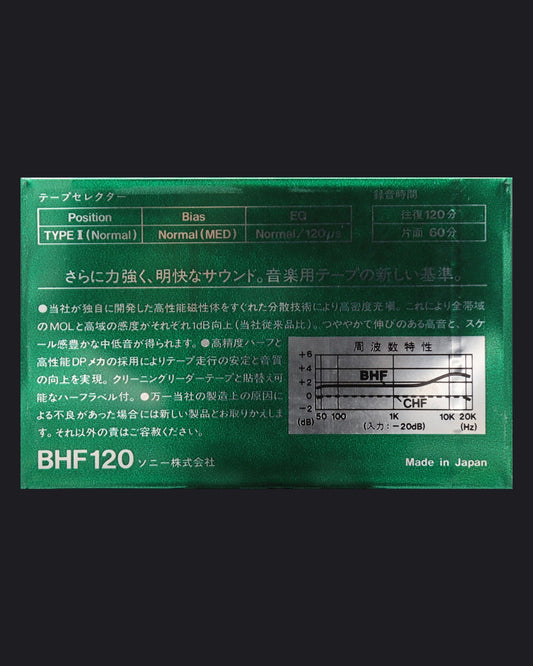 テープセレクター
録音時間
Position Bias EQ
TYPE I (Normal) Normal (MED) Normal/120μs
往復120分
片面 60分
さらに力強く、明快なサウンド。音楽用テープの新しい基準。
●当社が独自に開発した高性能磁性体をすぐれた分散技術により高密度充塡。これにより全帯域
のMOLと高域の感度がそれぞれ1dB向上(当社従来品比)。つややかで伸びのある高音と、スケ
ール感豊かな中低音が得られます。●高精度ハーフと
高性能DPメカの採用によりテープ走行の安定と音質
の向上を実現。クリーニングリーダーテープと貼替え可
能なハーフラベル付。●万一当社の製造上の原因に
よる不良があった場合には新しい製品とお取りかえしま
す。それ以外の責はご容赦ください。
周波数特性
+6
+4
+2
0
-2
(dB)
BHF
CHF
50 100 1K 10K 20K
(入力:-20dB) (Hz)
BHF120 ソニー株式会社
Made in Japan